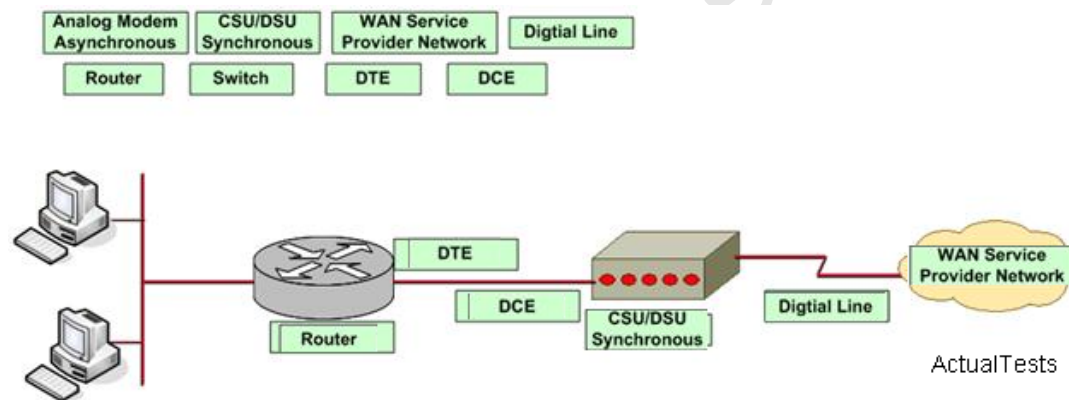 Analog Modem
Asynchronous
CSU/DSU
Synchronous
WAN Service
Provider Network
Digtial Line
Router
Switch
DTE
DCE
DTE
DCE
Router
CSU/DSU
Synchronous
Digtial Line
WAN Service
Provider Network
ActualTests